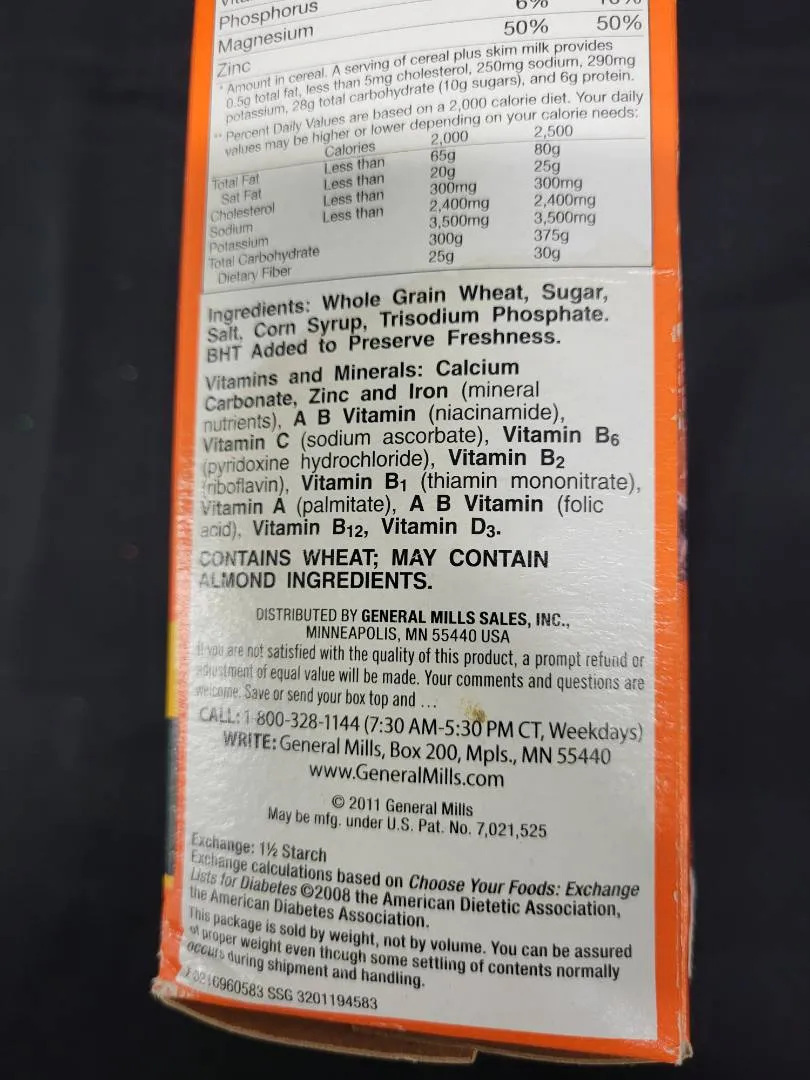 Phosphorus 6% 10%
Magnesium 50% 50%
Zinc
* Amount in cereal. A serving of cereal plus skim milk provides
0.5g total fat, less than 5mg cholesterol, 250mg sodium, 290mg
potassium, 28g total carbohydrate (10g sugars), and 6g protein.
** Percent Daily Values are based on a 2,000 calorie diet. Your daily
values may be higher or lower depending on your calorie needs:
Calories 2,000 2,500
Total Fat Less than 65g 80g
Sat Fat Less than 20g 25g
Cholesterol Less than 300mg 300mg
Sodium Less than 2,400mg 2,400mg
Potassium 3,500mg 3,500mg
Total Carbohydrate 300g 375g
Dietary Fiber 25g 30g
Ingredients: Whole Grain Wheat, Sugar,
Salt, Corn Syrup, Trisodium Phosphate.
BHT Added to Preserve Freshness.
Vitamins and Minerals: Calcium
Carbonate, Zinc and Iron (mineral
nutrients), A B Vitamin (niacinamide),
Vitamin C (sodium ascorbate), Vitamin B6
(pyridoxine hydrochloride), Vitamin B2
(riboflavin), Vitamin B1 (thiamin mononitrate),
Vitamin A (palmitate), A B Vitamin (folic
acid), Vitamin B12, Vitamin D3.
CONTAINS WHEAT; MAY CONTAIN
ALMOND INGREDIENTS.
DISTRIBUTED BY GENERAL MILLS SALES, INC.,
MINNEAPOLIS, MN 55440 USA
If you are not satisfied with the quality of this product, a prompt refund or
adjustment of equal value will be made. Your comments and questions are
welcome. Save or send your box top and ...
CALL: 1-800-328-1144 (7:30 AM-5:30 PM CT, Weekdays)
WRITE: General Mills, Box 200, Mpls., MN 55440
www.GeneralMills.com
© 2011 General Mills
May be mfg. under U.S. Pat. No. 7,021,525
Exchange: 1½ Starch
Exchange calculations based on Choose Your Foods: Exchange
Lists for Diabetes ©2008 the American Dietetic Association,
the American Diabetes Association.
This package is sold by weight, not by volume. You can be assured
of proper weight even though some settling of contents normally
occurs during shipment and handling.
3216960583 SSG 3201194583